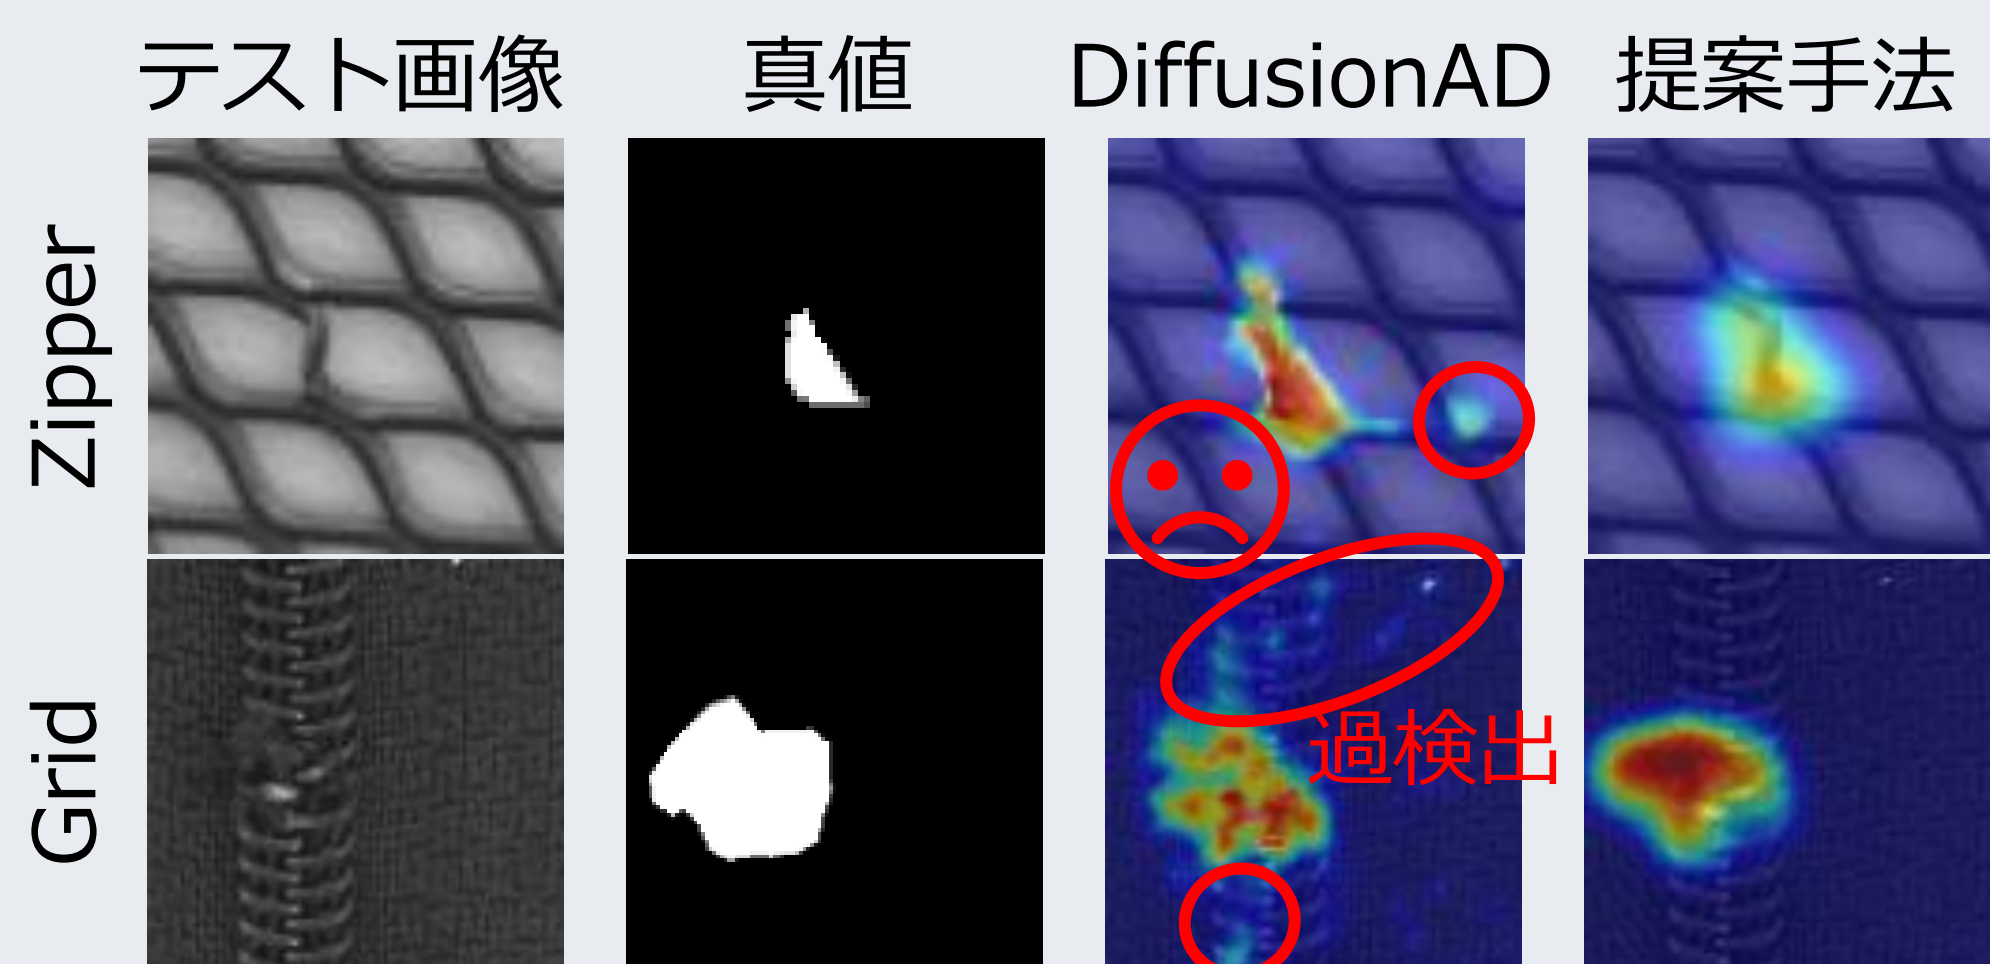 テスト画像
真値
DiffusionAD
提案手法
Zipper
Grid
過検出